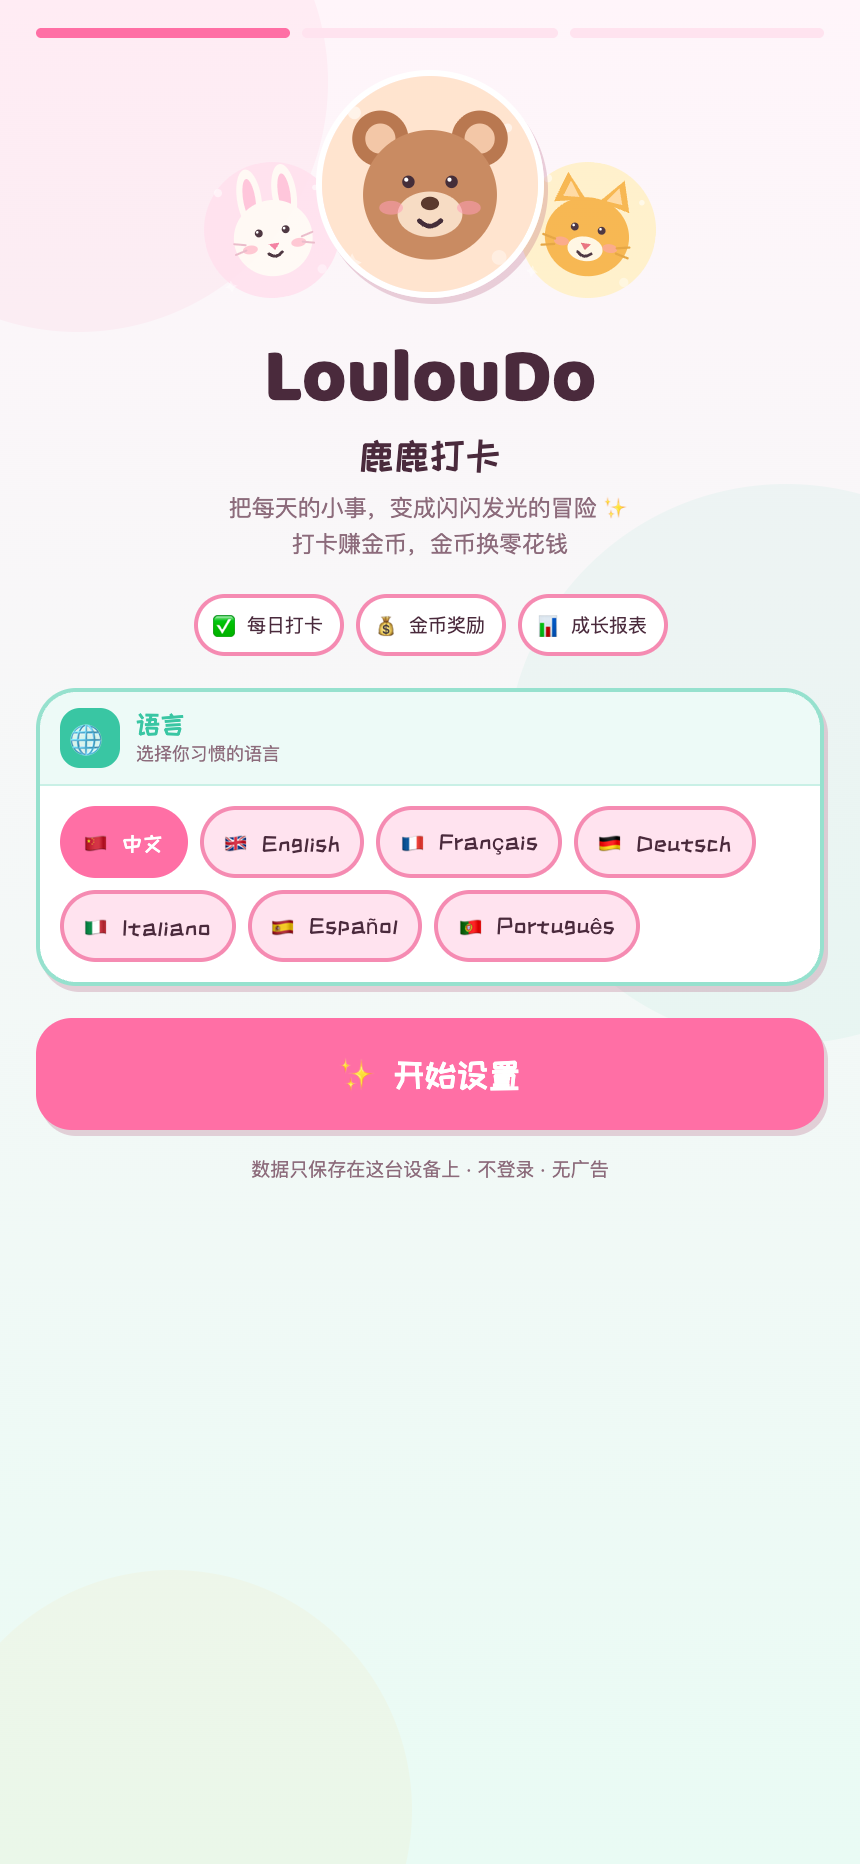 LoulouDo
鹿鹿打卡
把每天的小事，变成闪闪发光的冒险 ✨
打卡赚金币，金币换零花钱
✅ 每日打卡
💰 金币奖励
📊 成长报表
语言
选择你习惯的语言
🇨🇳 中文
🇬🇧 English
🇫🇷 Français
🇩🇪 Deutsch
🇮🇹 Italiano
🇪🇸 Español
🇵🇹 Português
✨ 开始设置
数据只保存在这台设备上 · 不登录 · 无广告